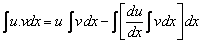 ∫u.vdx = u ∫vdx − ∫[du/dx ∫vdx]dx